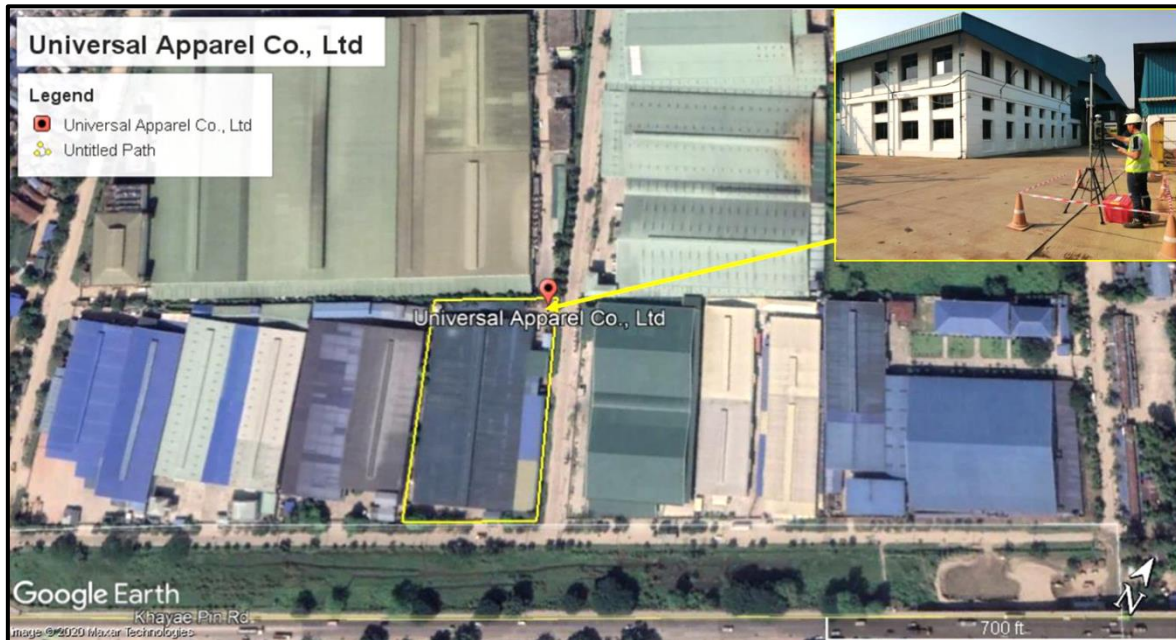 Universal Apparel Co., Ltd
Legend
Universal Apparel Co., Ltd
Untitled Path
Universal Apparel Co., Ltd
Google Earth
Khayae Pin Rd
Image © 2020 Maxar Technologies
700 ft
N